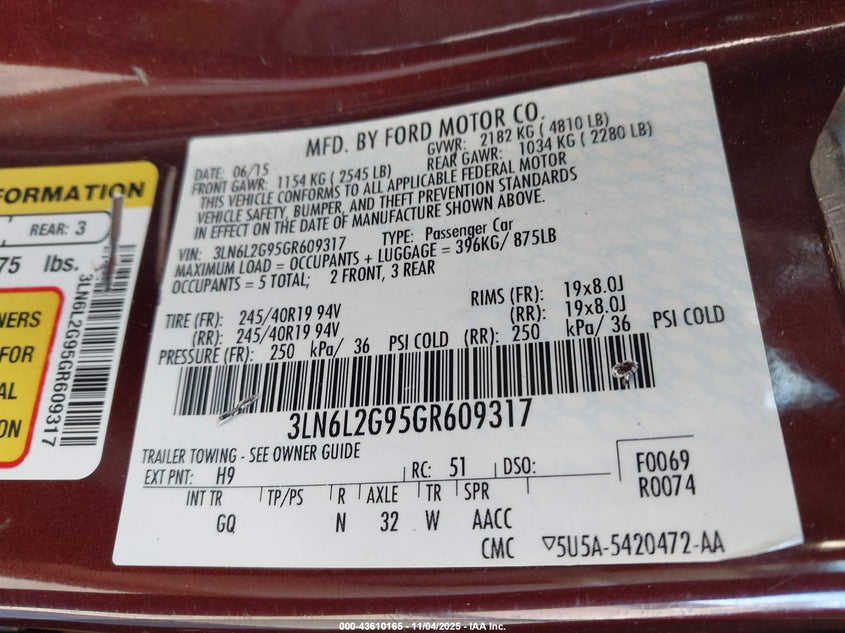 MFD. BY FORD MOTOR CO.
DATE: 06/15 GVWR: 2182 KG ( 4810 LB)
FRONT GAWR: 1154 KG ( 2545 LB) REAR GAWR: 1034 KG ( 2280 LB)
THIS VEHICLE CONFORMS TO ALL APPLICABLE FEDERAL MOTOR
VEHICLE SAFETY, BUMPER, AND THEFT PREVENTION STANDARDS
IN EFFECT ON THE DATE OF MANUFACTURE SHOWN ABOVE.
VIN: 3LN6L2G95GR609317 TYPE: Passenger Car
MAXIMUM LOAD = OCCUPANTS + LUGGAGE = 396KG/ 875LB
OCCUPANTS = 5 TOTAL; 2 FRONT, 3 REAR
TIRE (FR): 245/40R19 94V RIMS (FR): 19x8.0J
(RR): 245/40R19 94V (RR): 19x8.0J
PRESSURE (FR): 250 kPa/ 36 PSI COLD (RR): 250 kPa/ 36 PSI COLD
3LN6L2G95GR609317
TRAILER TOWING - SEE OWNER GUIDE
EXT PNT: H9 RC: 51 DSO: F0069
R0074
INT TR TP/PS R AXLE TR SPR
GQ N 32 W AACC
CMC ▽5U5A-5420472-AA
FORMATION
REAR: 3
75 lbs.
NERS
FOR
AL
ON
3LN6L2G95GR609317
000-43610165 - 11/04/2025 - IAA Inc.